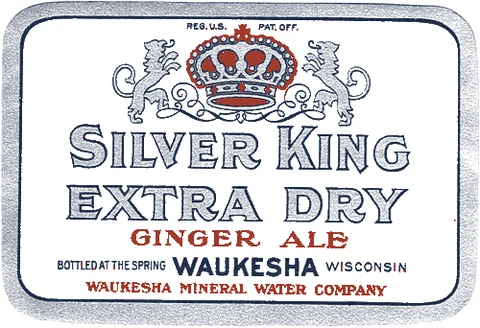 REG. U.S. PAT. OFF.
SILVER KING
EXTRA DRY
GINGER ALE
BOTTLED AT THE SPRING WAUKESHA WISCONSIN
WAUKESHA MINERAL WATER COMPANY